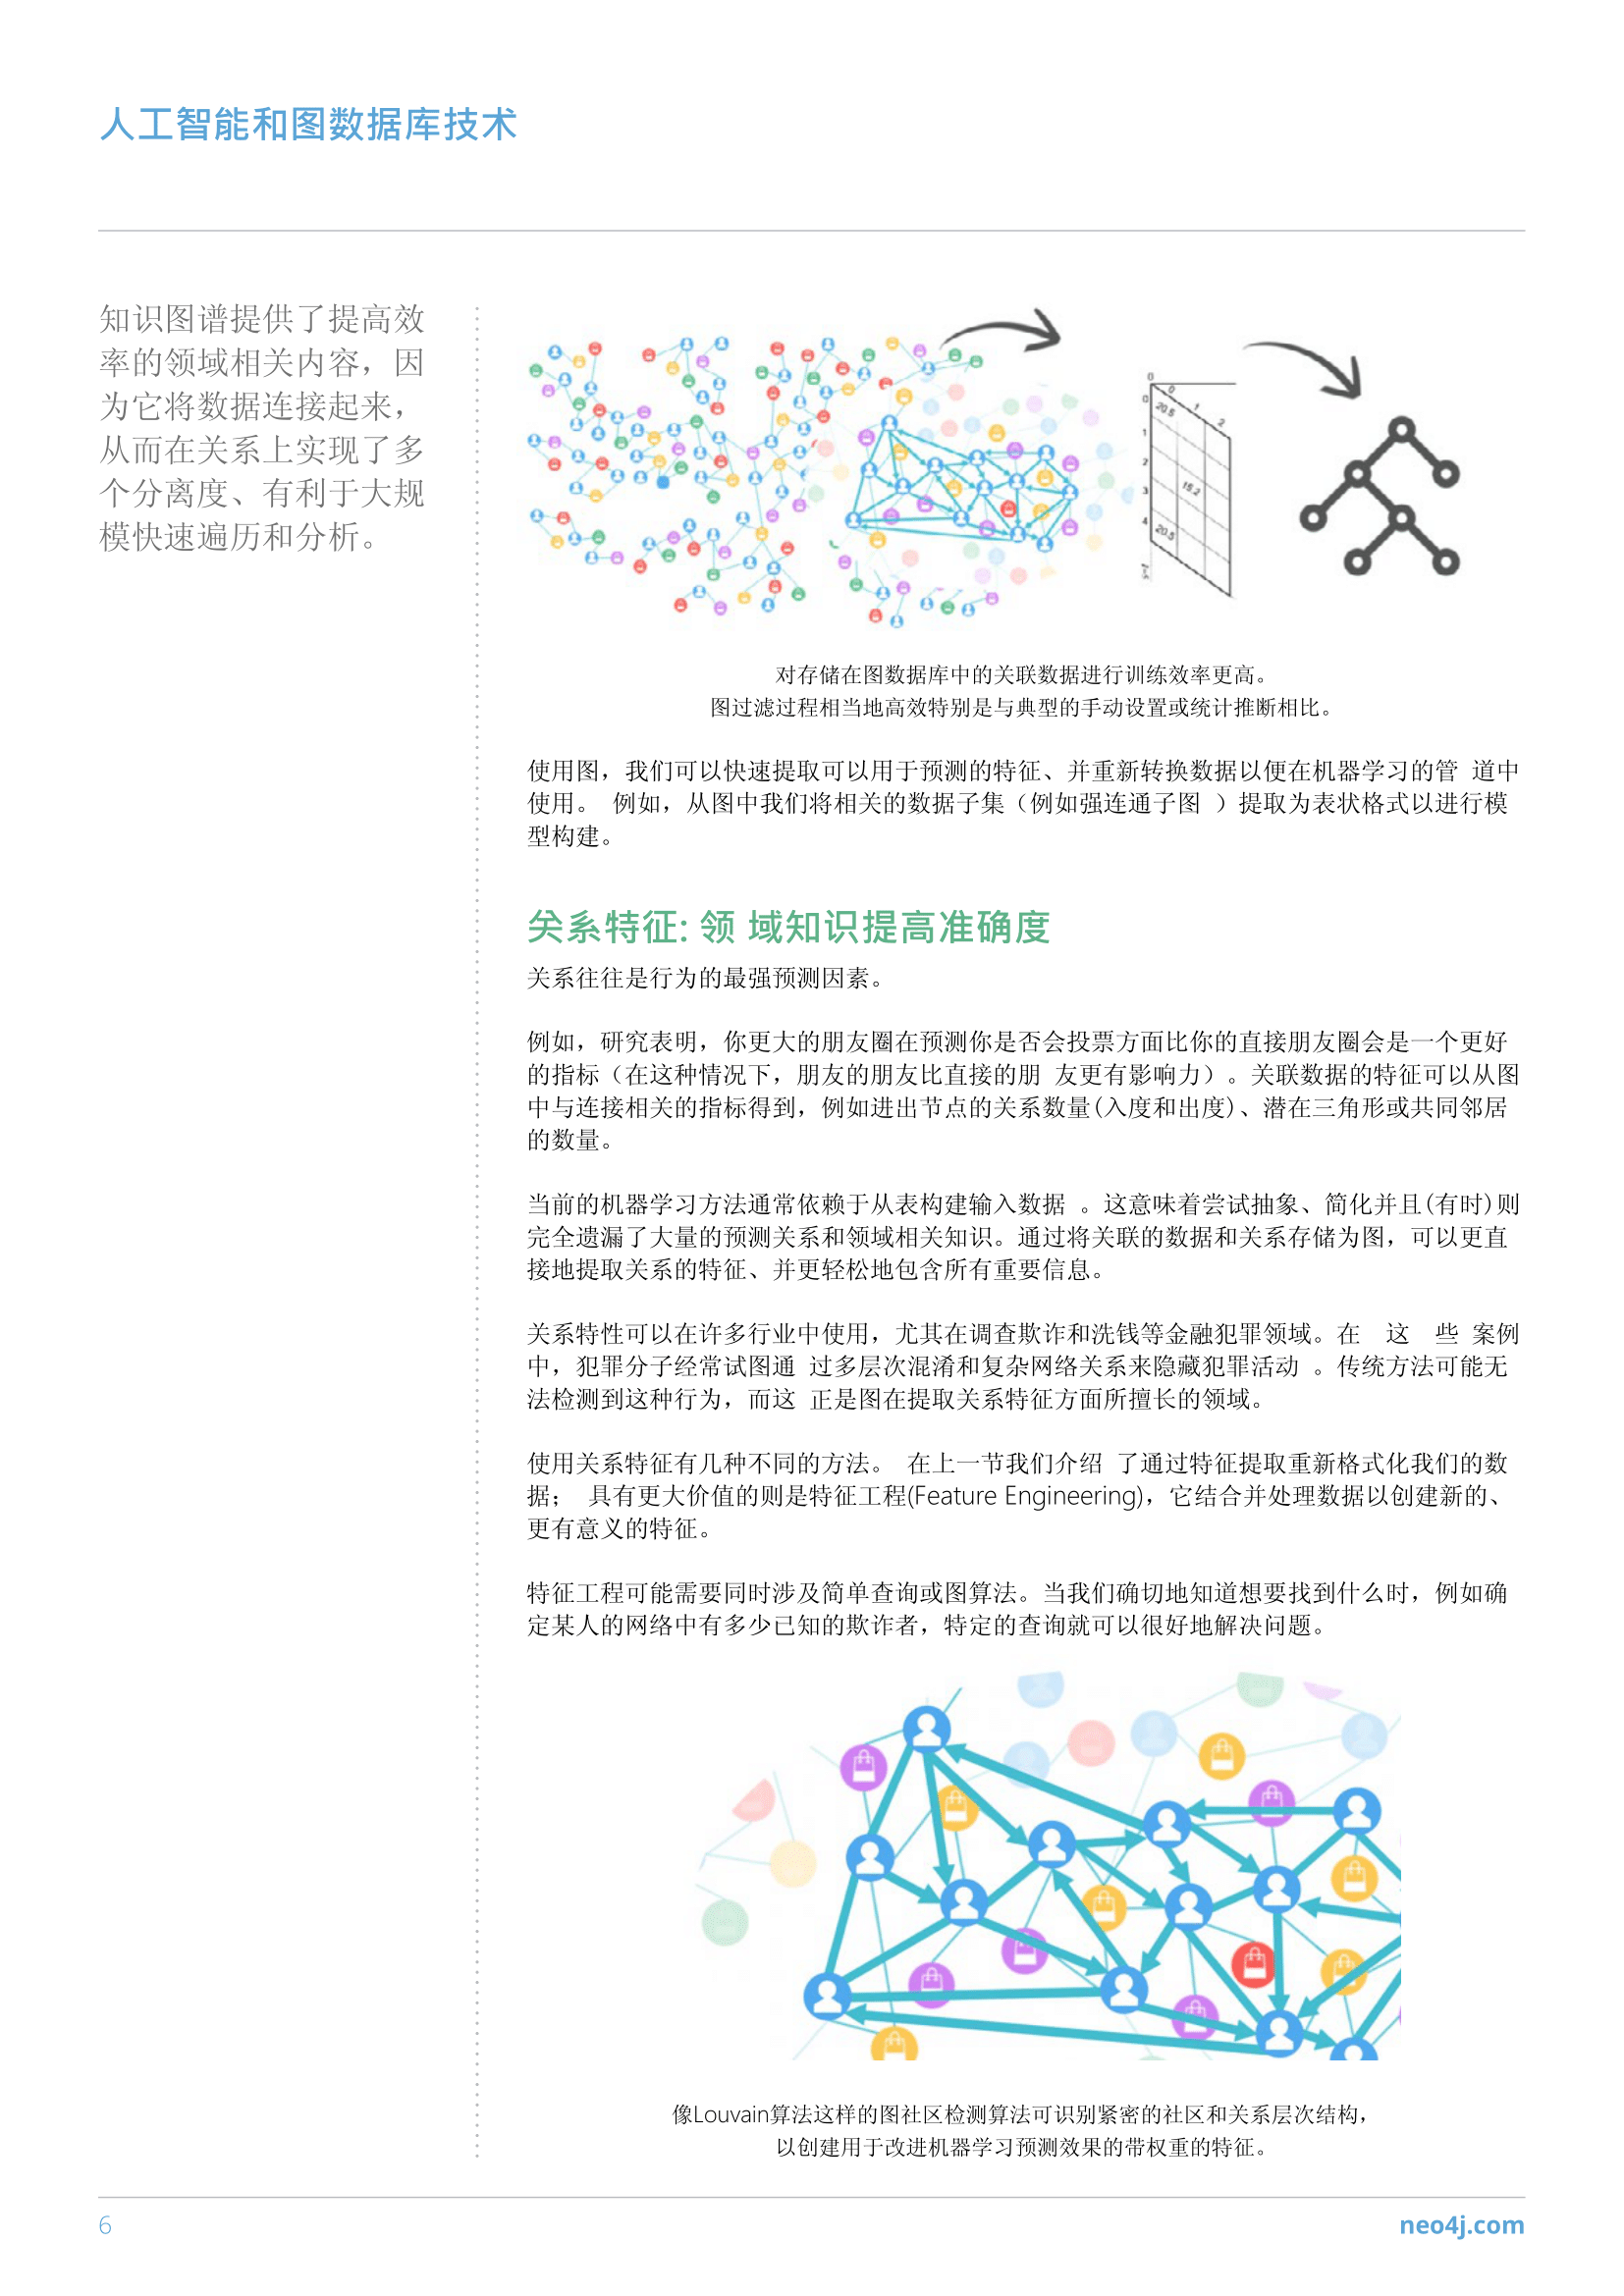 人工智能和图数据库技术
知识图谱提供了提高效
率的领域相关内容，因
为它将数据连接起来，
从而在关系上实现了多
个分离度、有利于大规
模快速遍历和分析。
0
0
1
2
0
1
2
3
4
20.5
15.2
20.5
对存储在图数据库中的关联数据进行训练效率更高。
图过滤过程相当地高效特别是与典型的手动设置或统计推断相比。
使用图，我们可以快速提取可以用于预测的特征、并重新转换数据以便在机器学习的管 道中
使用。 例如，从图中我们将相关的数据子集（例如强连通子图 ）提取为表状格式以进行模
型构建。
关系特征: 领 域知识提高准确度
关系往往是行为的最强预测因素。
例如，研究表明，你更大的朋友圈在预测你是否会投票方面比你的直接朋友圈会是一个更好
的指标（在这种情况下，朋友的朋友比直接的朋 友更有影响力）。关联数据的特征可以从图
中与连接相关的指标得到，例如进出节点的关系数量(入度和出度)、潜在三角形或共同邻居
的数量。
当前的机器学习方法通常依赖于从表构建输入数据 。这意味着尝试抽象、简化并且(有时)则
完全遗漏了大量的预测关系和领域相关知识。通过将关联的数据和关系存储为图，可以更直
接地提取关系的特征、并更轻松地包含所有重要信息。
关系特性可以在许多行业中使用，尤其在调查欺诈和洗钱等金融犯罪领域。在 这 些 案例
中，犯罪分子经常试图通 过多层次混淆和复杂网络关系来隐藏犯罪活动 。传统方法可能无
法检测到这种行为，而这 正是图在提取关系特征方面所擅长的领域。
使用关系特征有几种不同的方法。 在上一节我们介绍 了通过特征提取重新格式化我们的数
据； 具有更大价值的则是特征工程(Feature Engineering)，它结合并处理数据以创建新的、
更有意义的特征。
特征工程可能需要同时涉及简单查询或图算法。当我们确切地知道想要找到什么时，例如确
定某人的网络中有多少已知的欺诈者，特定的查询就可以很好地解决问题。
像Louvain算法这样的图社区检测算法可识别紧密的社区和关系层次结构，
以创建用于改进机器学习预测效果的带权重的特征。
6
neo4j.com